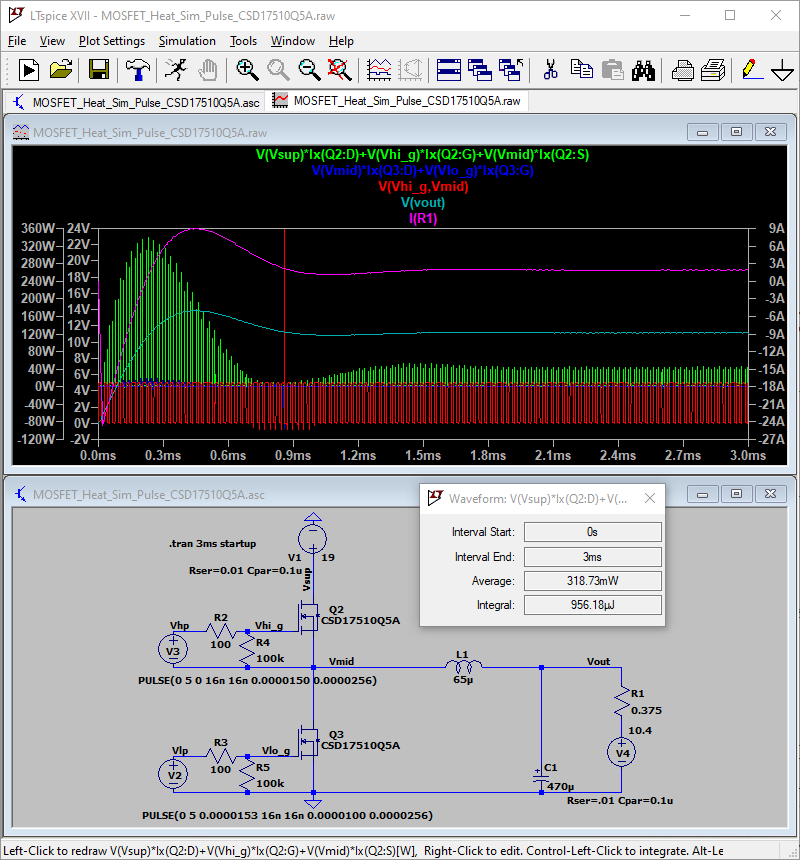 LTspice XVII - MOSFET_Heat_Sim_Pulse_CSD17510Q5A.raw
File View Plot Settings Simulation Tools Window Help
MOSFET_Heat_Sim_Pulse_CSD17510Q5A.asc MOSFET_Heat_Sim_Pulse_CSD17510Q5A.raw
MOSFET_Heat_Sim_Pulse_CSD17510Q5A.raw
V(Vsup)*Ix(Q2:D)+V(Vhi_g)*Ix(Q2:G)+V(Vmid)*Ix(Q2:S)
V(Vmid)*Ix(Q3:D)+V(Vlo_g)*Ix(Q3:G)
V(Vhi_g,Vmid)
V(vout)
I(R1)
360W 24V 9A
320W 22V 6A
280W 20V 3A
240W 18V 0A
200W 16V -3A
160W 14V -6A
120W 12V -9A
80W 10V -12A
40W 8V -15A
0W 6V -18A
-40W 4V -21A
-80W 2V -24A
-120W 0V -27A
-2V
0.0ms 0.3ms 0.6ms 0.9ms 1.2ms 1.5ms 1.8ms 2.1ms 2.4ms 2.7ms 3.0ms
MOSFET_Heat_Sim_Pulse_CSD17510Q5A.asc
Waveform: V(Vsup)*Ix(Q2:D)+V(...
Interval Start: 0s
Interval End: 3ms
Average: 318.73mW
Integral: 956.18µJ
.tran 3ms startup
V1 19
Rser=0.01 Cpar=0.1u
Vsup
Q2
CSD17510Q5A
Vhp R2 Vhi_g
100
V3
R4
100k
PULSE(0 5 0 16n 16n 0.0000150 0.0000256)
Vmid
L1
65µ
Vout
R1
0.375
10.4
V4
Q3
CSD17510Q5A
Vlp R3 Vlo_g
100
V2
R5
100k
C1
470µ
Rser=.01 Cpar=0.1u
PULSE(0 5 0.0000153 16n 16n 0.0000100 0.0000256)
Left-Click to redraw V(Vsup)*Ix(Q2:D)+V(Vhi_g)*Ix(Q2:G)+V(Vmid)*Ix(Q2:S)[W], Right-Click to edit. Control-Left-Click to integrate. Alt-Le